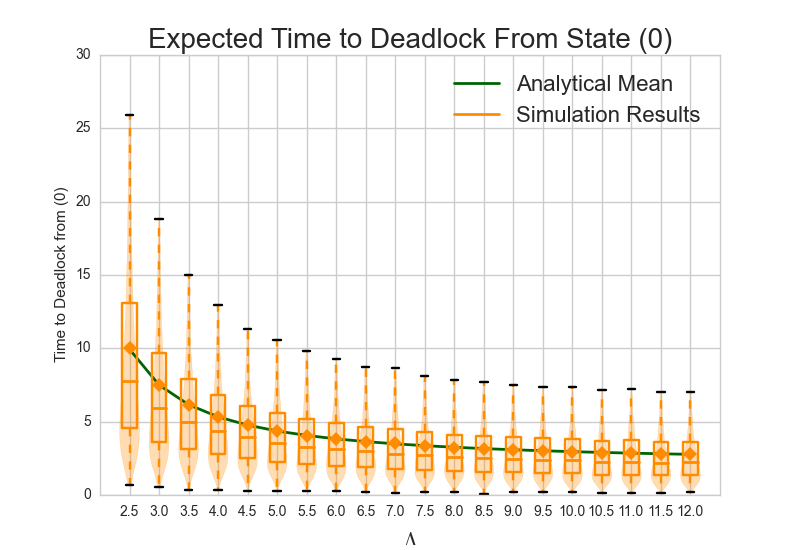 Expected Time to Deadlock From State (0)
Analytical Mean
Simulation Results
Time to Deadlock from (0)
30
25
20
15
10
5
0
2.5 3.0 3.5 4.0 4.5 5.0 5.5 6.0 6.5 7.0 7.5 8.0 8.5 9.0 9.5 10.0 10.5 11.0 11.5 12.0